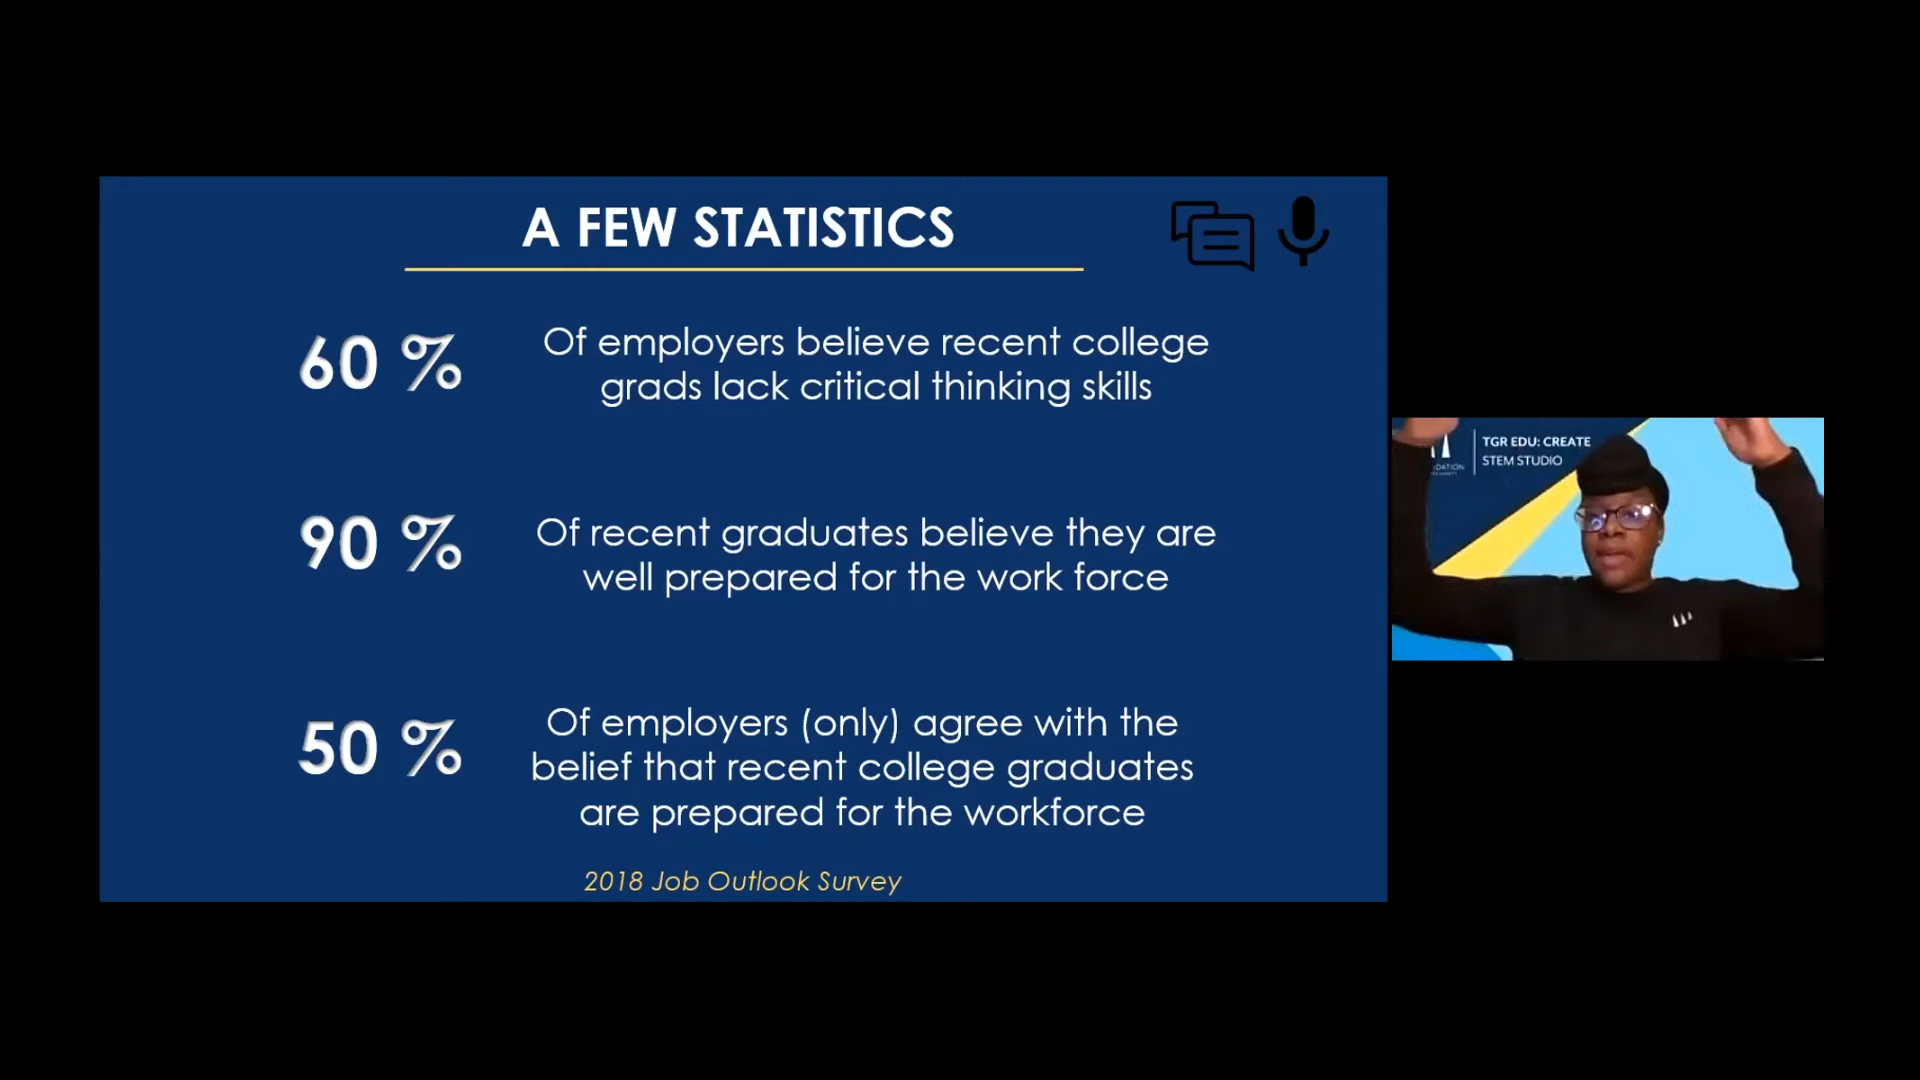 A FEW STATISTICS
60 %
Of employers believe recent college
grads lack critical thinking skills
90 %
Of recent graduates believe they are
well prepared for the work force
50 %
Of employers (only) agree with the
belief that recent college graduates
are prepared for the workforce
2018 Job Outlook Survey
TGR EDU: CREATE
STEM STUDIO